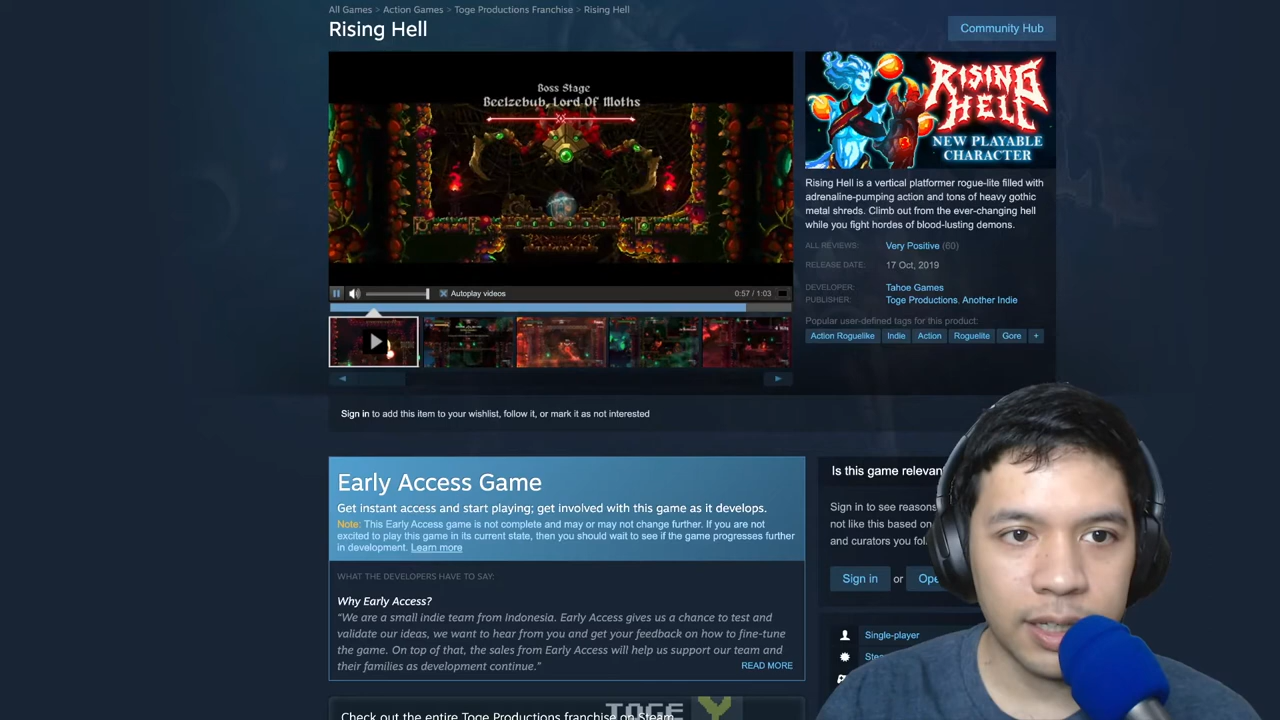 All Games > Action Games > Toge Productions Franchise > Rising Hell
Rising Hell
Community Hub
Boss Stage
Beelzebub, Lord Of Moths
Autoplay videos
0:57 / 1:03
RISING HELL
NEW PLAYABLE
CHARACTER
Rising Hell is a vertical platformer rogue-lite filled with
adrenaline-pumping action and tons of heavy gothic
metal shreds. Climb out from the ever-changing hell
while you fight hordes of blood-lusting demons.
ALL REVIEWS: Very Positive (60)
RELEASE DATE: 17 Oct, 2019
DEVELOPER: Tahoe Games
PUBLISHER: Toge Productions, Another Indie
Popular user-defined tags for this product:
Action Roguelike Indie Action Roguelite Gore +
Sign in to add this item to your wishlist, follow it, or mark it as not interested
Early Access Game
Get instant access and start playing; get involved with this game as it develops.
Note: This Early Access game is not complete and may or may not change further. If you are not
excited to play this game in its current state, then you should wait to see if the game progresses further
in development. Learn more
WHAT THE DEVELOPERS HAVE TO SAY:
Why Early Access?
“We are a small indie team from Indonesia. Early Access gives us a chance to test and
validate our ideas, we want to hear from you and get your feedback on how to fine-tune
the game. On top of that, the sales from Early Access will help us support our team and
their families as development continue.”
READ MORE
Check out the entire Toge Productions franchise on Steam
TOGE
Is this game relevan
Sign in to see reasons
not like this based on
and curators you fol
Sign in or Ope
Single-player
Stea